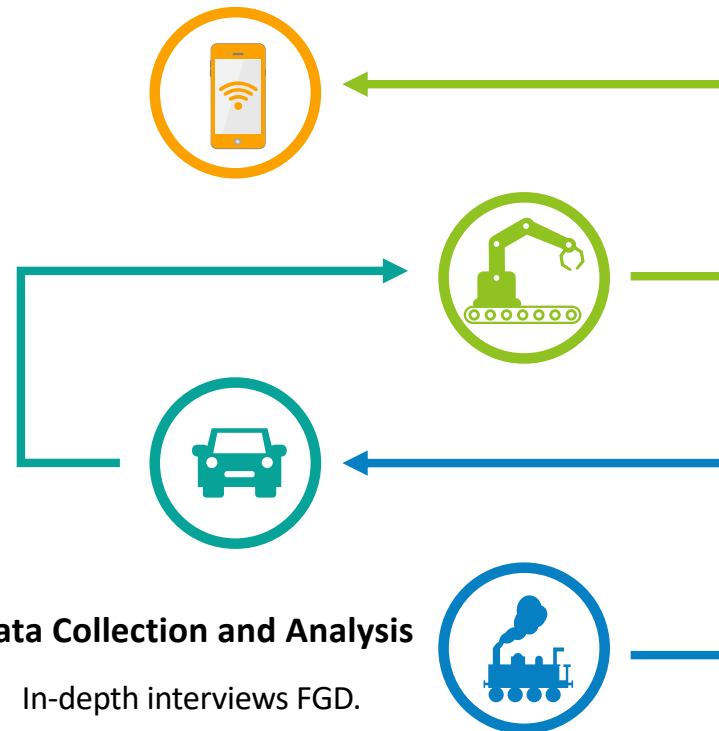 ata Collection and Analysis
In-depth interviews FGD.